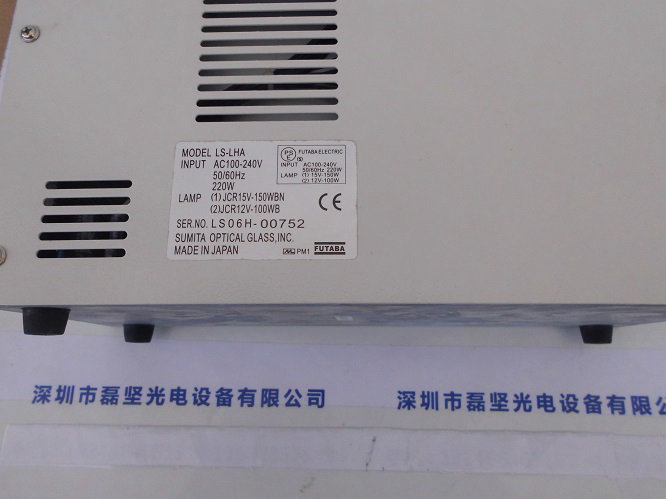 MODEL LS-LHA
INPUT AC100-240V
50/60Hz
220W
LAMP (1)JCR15V-150WBN
(2)JCR12V-100WB
SER.NO. LS06H-00752
SUMITA OPTICAL GLASS,INC.
MADE IN JAPAN
PS
E
(S)
FUTABA ELECTRIC
INPUT AC100-240V
50/60Hz 220W
LAMP (1) 15V-150W
(2) 12V-100W
CE
PM1 FUTABA
深圳市磊坚光电设备有限公司 深圳市磊坚光电设备有限公司